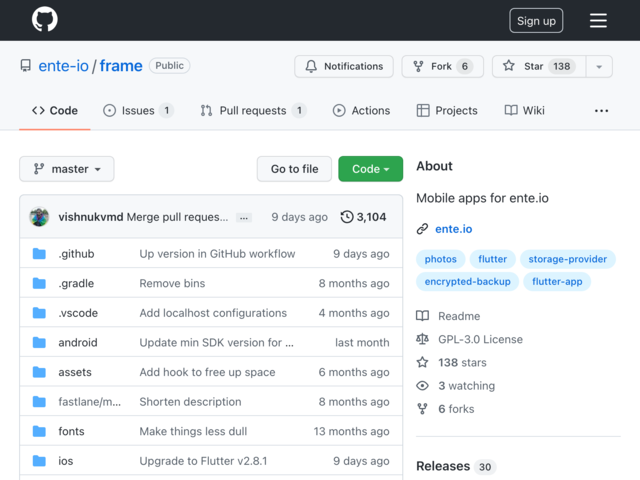 Sign up
ente-io / frame Public
Notifications
Fork 6
Star 138
Code
Issues 1
Pull requests 1
Actions
Projects
Wiki
...
master
Go to file
Code
About
Mobile apps for ente.io
ente.io
photos flutter storage-provider
encrypted-backup flutter-app
Readme
GPL-3.0 License
138 stars
3 watching
6 forks
Releases 30
vishnukvmd Merge pull reques... ... 9 days ago 3,104
.github Up version in GitHub workflow 9 days ago
.gradle Remove bins 8 months ago
.vscode Add localhost configurations 4 months ago
android Update min SDK version for ... last month
assets Add hook to free up space 6 months ago
fastlane/m... Shorten description 8 months ago
fonts Make things less dull 13 months ago
ios Upgrade to Flutter v2.8.1 9 days ago